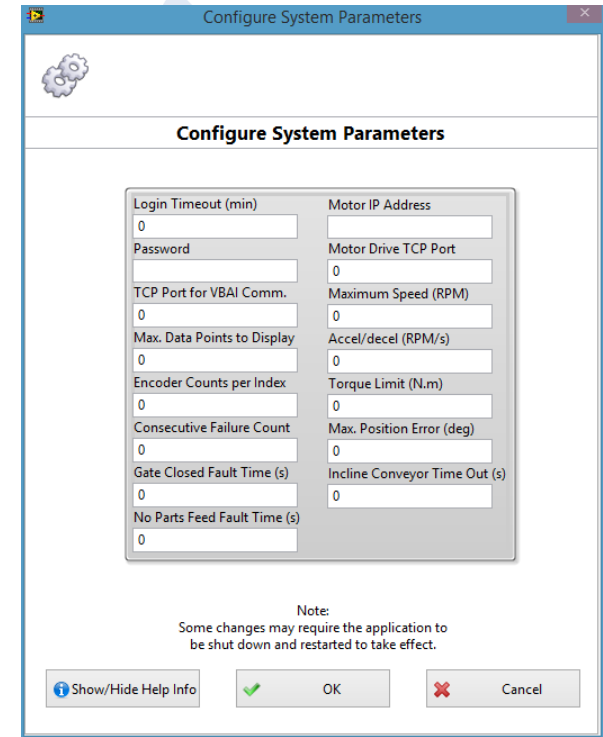 Configure System Parameters
Configure System Parameters
Login Timeout (min)
0
Password
TCP Port for VBAI Comm.
0
Max. Data Points to Display
0
Encoder Counts per Index
0
Consecutive Failure Count
0
Gate Closed Fault Time (s)
0
No Parts Feed Fault Time (s)
0
Motor IP Address
Motor Drive TCP Port
0
Maximum Speed (RPM)
0
Accel/decel (RPM/s)
0
Torque Limit (N.m)
0
Max. Position Error (deg)
0
Incline Conveyor Time Out (s)
0
Note:
Some changes may require the application to
be shut down and restarted to take effect.
Show/Hide Help Info
OK
Cancel